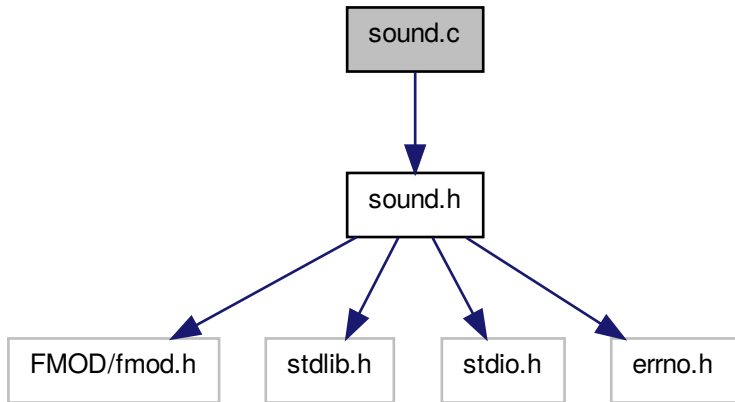 sound.c
sound.h
FMOD/fmod.h
stdlib.h
stdio.h
errno.h